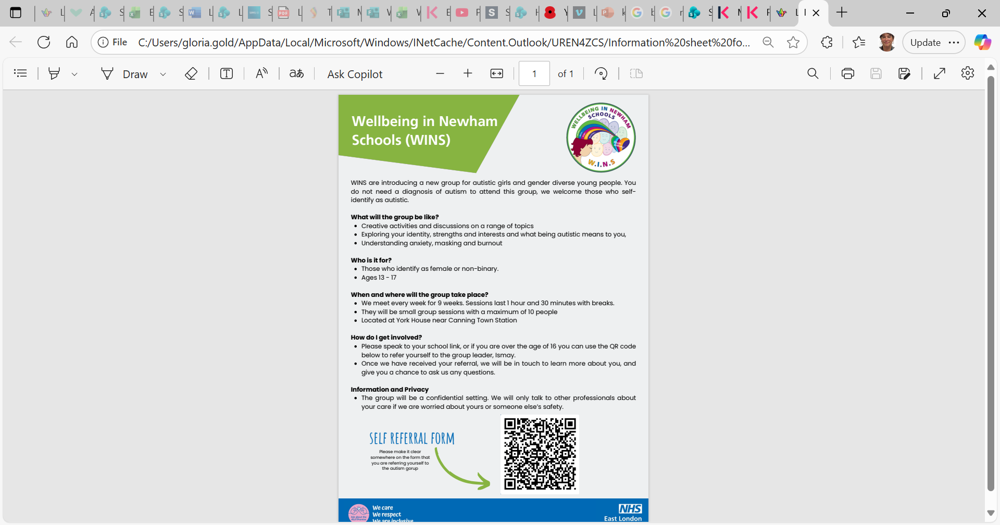 File
C:/Users/gloria.gold/AppData/Local/Microsoft/Windows/INetCache/Content.Outlook/UREN4ZCS/Information%20sheet%20fo...
Update
Draw
Ask Copilot
1 of 1
Wellbeing in Newham
Schools (WINS)
WELLBEING IN NEWHAM
SCHOOLS
W.I.N.S
WINS are introducing a new group for autistic girls and gender diverse young people. You
do not need a diagnosis of autism to attend this group, we welcome those who self-
identify as autistic.
What will the group be like?
• Creative activities and discussions on a range of topics
• Exploring your identity, strengths and interests and what being autistic means to you,
• Understanding anxiety, masking and burnout
Who is it for?
• Those who identify as female or non-binary.
• Ages 13 - 17
When and where will the group take place?
• We meet every week for 9 weeks. Sessions last 1 hour and 30 minutes with breaks.
• They will be small group sessions with a maximum of 10 people
• Located at York House near Canning Town Station
How do I get involved?
• Please speak to your school link, or if you are over the age of 16 you can use the QR code
below to refer yourself to the group leader, Ismay.
• Once we have received your referral, we will be in touch to learn more about you, and
give you a chance to ask us any questions.
Information and Privacy
• The group will be a confidential setting. We will only talk to other professionals about
your care if we are worried about yours or someone else's safety.
SELF REFERRAL FORM
Please make it clear
somewhere on the form that
you are referring yourself to
the autism gorup
We care
We respect
We are inclusive
NHS
East London